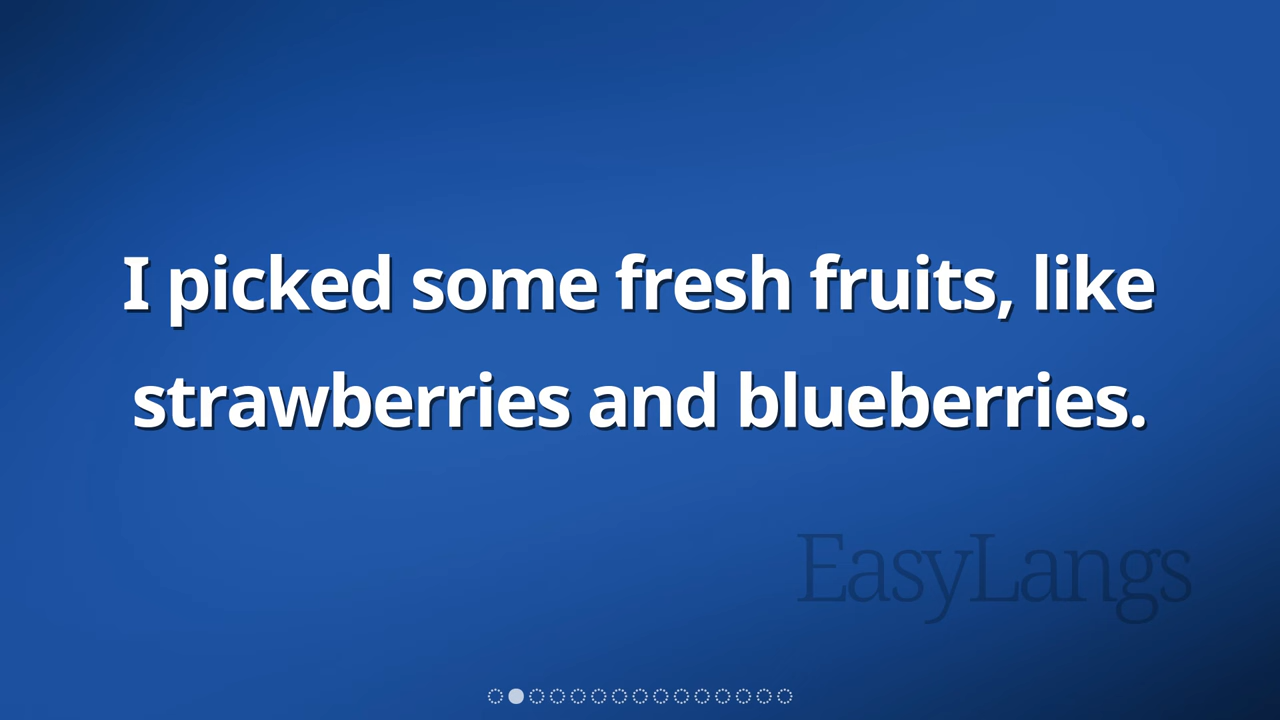 I picked some fresh fruits, like
strawberries and blueberries.
EasyLangs